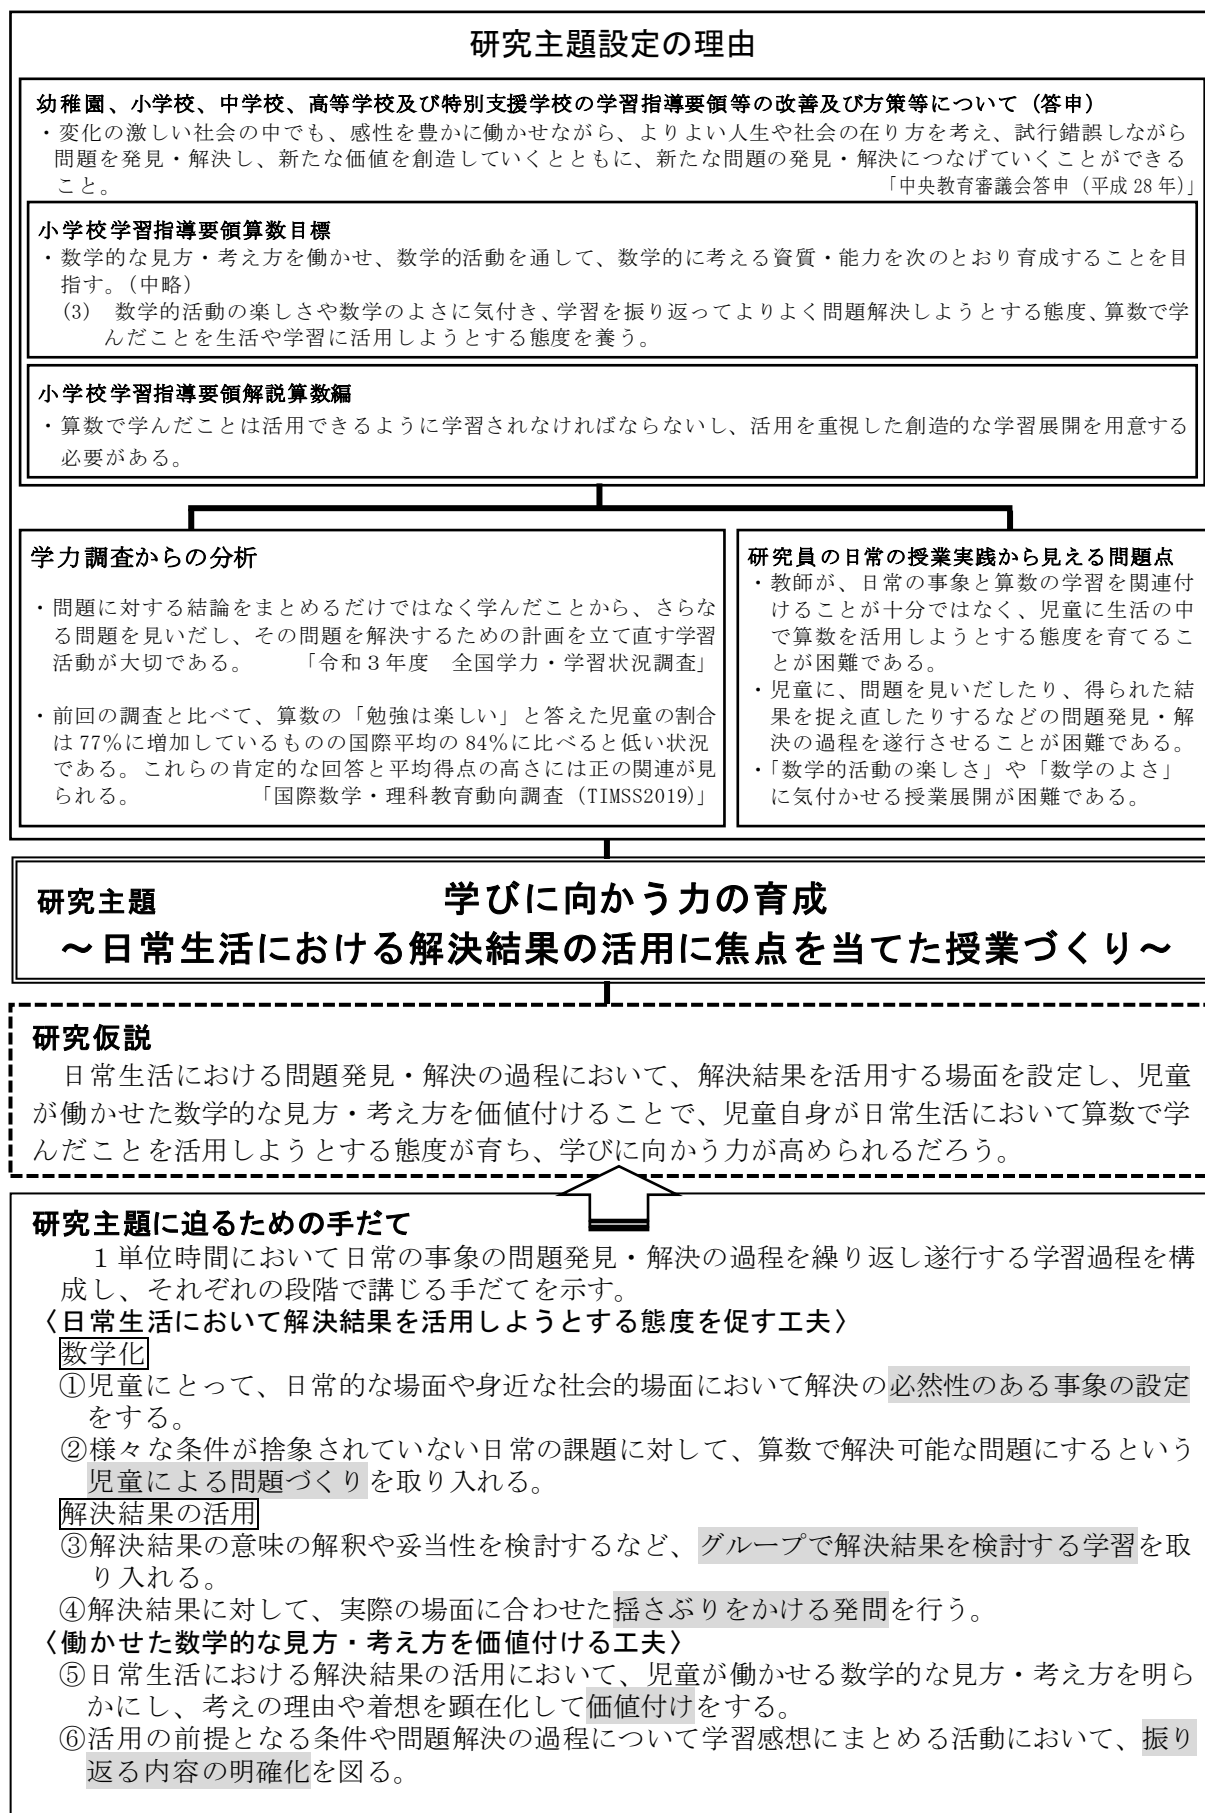 研究主題設定の理由
幼稚園、小学校、中学校、高等学校及び特別支援学校の学習指導要領等の改善及び方策等について（答申）
・変化の激しい社会の中でも、感性を豊かに働かせながら、よりよい人生や社会の在り方を考え、試行錯誤しながら
問題を発見・解決し、新たな価値を創造していくとともに、新たな問題の発見・解決につなげていくことができる
こと。　「中央教育審議会答申（平成 28 年）」
小学校学習指導要領算数目標
・数学的な見方・考え方を働かせ、数学的活動を通して、数学的に考える資質・能力を次のとおり育成することを目
指す。（中略）
(3)　数学的活動の楽しさや数学のよさに気付き、学習を振り返ってよりよく問題解決しようとする態度、算数で学
んだことを生活や学習に活用しようとする態度を養う。
小学校学習指導要領解説算数編
・算数で学んだことは活用できるように学習されなければならないし、活用を重視した創造的な学習展開を用意する
必要がある。
学力調査からの分析
・問題に対する結論をまとめるだけではなく学んだことから、さらな
る問題を見いだし、その問題を解決するための計画を立て直す学習
活動が大切である。　「令和３年度　全国学力・学習状況調査」
・前回の調査と比べて、算数の「勉強は楽しい」と答えた児童の割合
は 77％に増加しているものの国際平均の 84％に比べると低い状況
である。これらの肯定的な回答と平均得点の高さには正の関連が見
られる。　「国際数学・理科教育動向調査（TIMSS2019）」
研究員の日常の授業実践から見える問題点
・教師が、日常の事象と算数の学習を関連付
けることが十分ではなく、児童に生活の中
で算数を活用しようとする態度を育てるこ
とが困難である。
・児童に、問題を見いだしたり、得られた結
果を捉え直したりするなどの問題発見・解
決の過程を遂行させることが困難である。
・「数学的活動の楽しさ」や「数学のよさ」
に気付かせる授業展開が困難である。
研究主題　学びに向かう力の育成
～日常生活における解決結果の活用に焦点を当てた授業づくり～
研究仮説
日常生活における問題発見・解決の過程において、解決結果を活用する場面を設定し、児童
が働かせた数学的な見方・考え方を価値付けることで、児童自身が日常生活において算数で学
んだことを活用しようとする態度が育ち、学びに向かう力が高められるだろう。
研究主題に迫るための手だて
１単位時間において日常の事象の問題発見・解決の過程を繰り返し遂行する学習過程を構
成し、それぞれの段階で講じる手だてを示す。
〈日常生活において解決結果を活用しようとする態度を促す工夫〉
数学化
①児童にとって、日常的な場面や身近な社会的場面において解決の必然性のある事象の設定
をする。
②様々な条件が捨象されていない日常の課題に対して、算数で解決可能な問題にするという
児童による問題づくりを取り入れる。
解決結果の活用
③解決結果の意味の解釈や妥当性を検討するなど、グループで解決結果を検討する学習を取
り入れる。
④解決結果に対して、実際の場面に合わせた揺さぶりをかける発問を行う。
〈働かせた数学的な見方・考え方を価値付ける工夫〉
⑤日常生活における解決結果の活用において、児童が働かせる数学的な見方・考え方を明ら
かにし、考えの理由や着想を顕在化して価値付けをする。
⑥活用の前提となる条件や問題解決の過程について学習感想にまとめる活動において、振り
返る内容の明確化を図る。